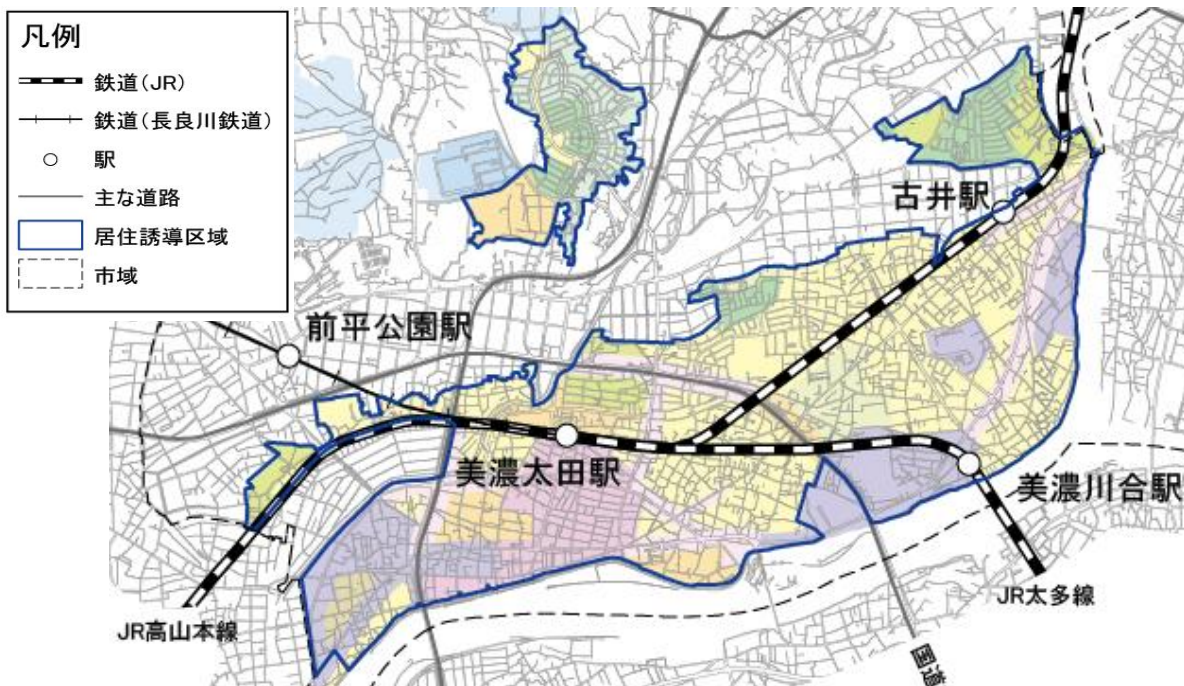 凡例
鉄道(JR)
鉄道(長良川鉄道)
駅
主な道路
居住誘導区域
市域
古井駅
前平公園駅
美濃太田駅
美濃川合駅
JR太多線
JR高山本線
国道